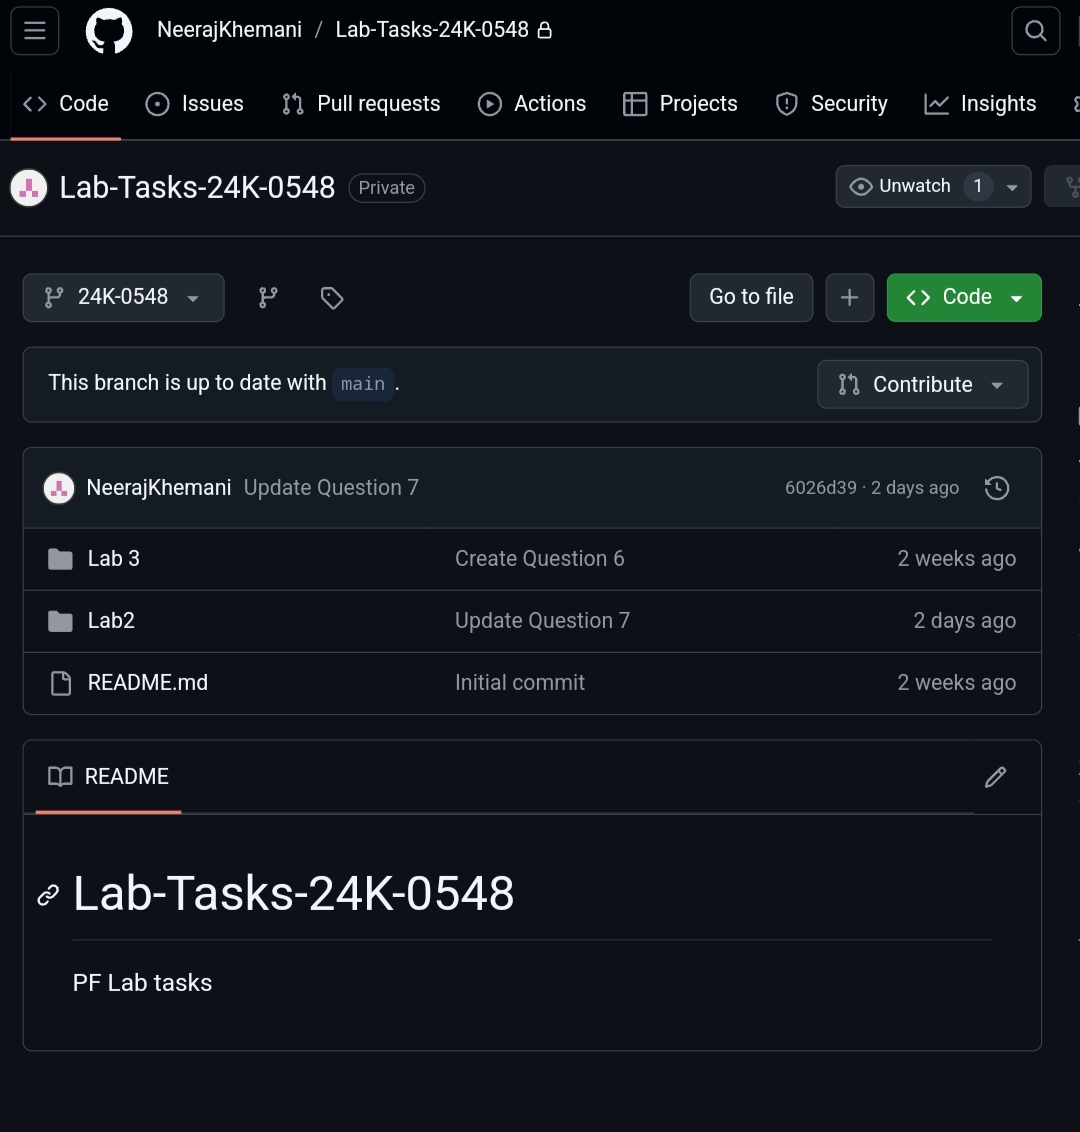 NeerajKhemani / Lab-Tasks-24K-0548
Code Issues Pull requests Actions Projects Security Insights
Lab-Tasks-24K-0548 Private Unwatch 1
24K-0548 Go to file Code
This branch is up to date with main. Contribute
NeerajKhemani Update Question 7 6026d39 · 2 days ago
Lab 3 Create Question 6 2 weeks ago
Lab2 Update Question 7 2 days ago
README.md Initial commit 2 weeks ago
README
Lab-Tasks-24K-0548
PF Lab tasks